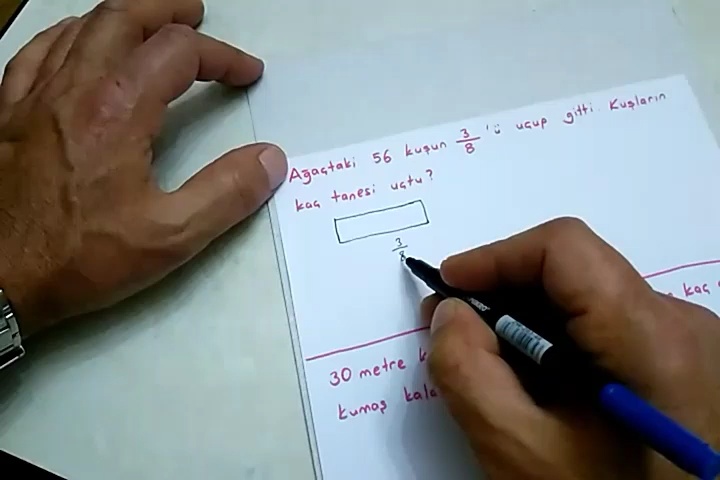 Ağaçtaki 56 kuşun 3/8 'ü uçup gitti. Kuşların
kaç tanesi uçtu?
3/8
kaç
30 metre
kumaş